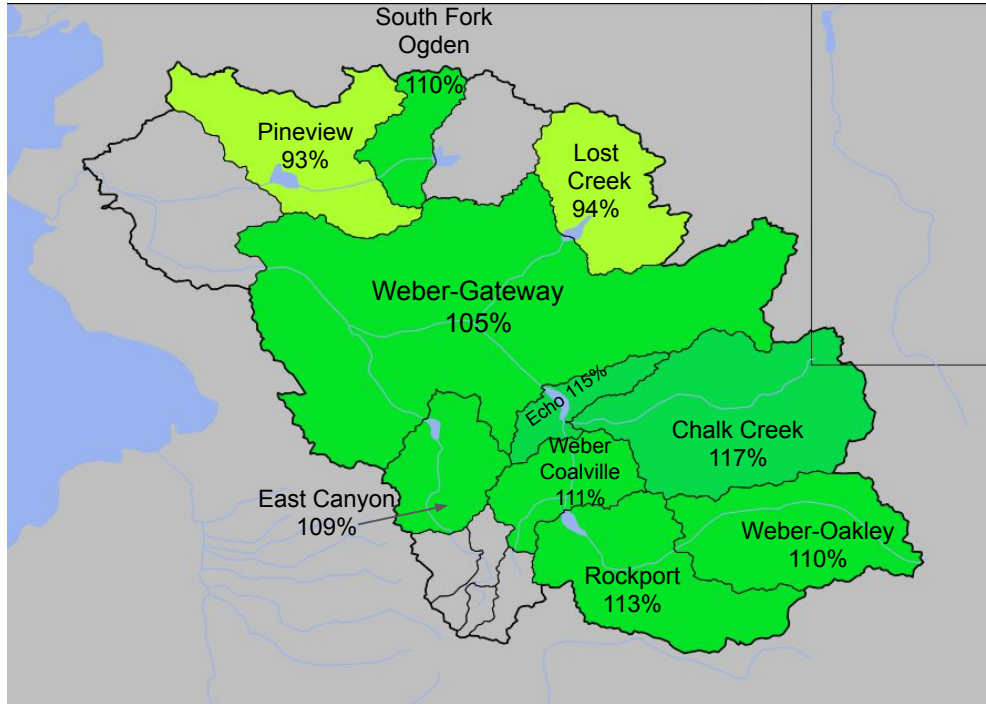 South Fork
Ogden
110%
Pineview
93%
Lost
Creek
94%
Weber-Gateway
105%
Echo 115%
Chalk Creek
117%
Weber
Coalville
111%
East Canyon
109%
Weber-Oakley
110%
Rockport
113%